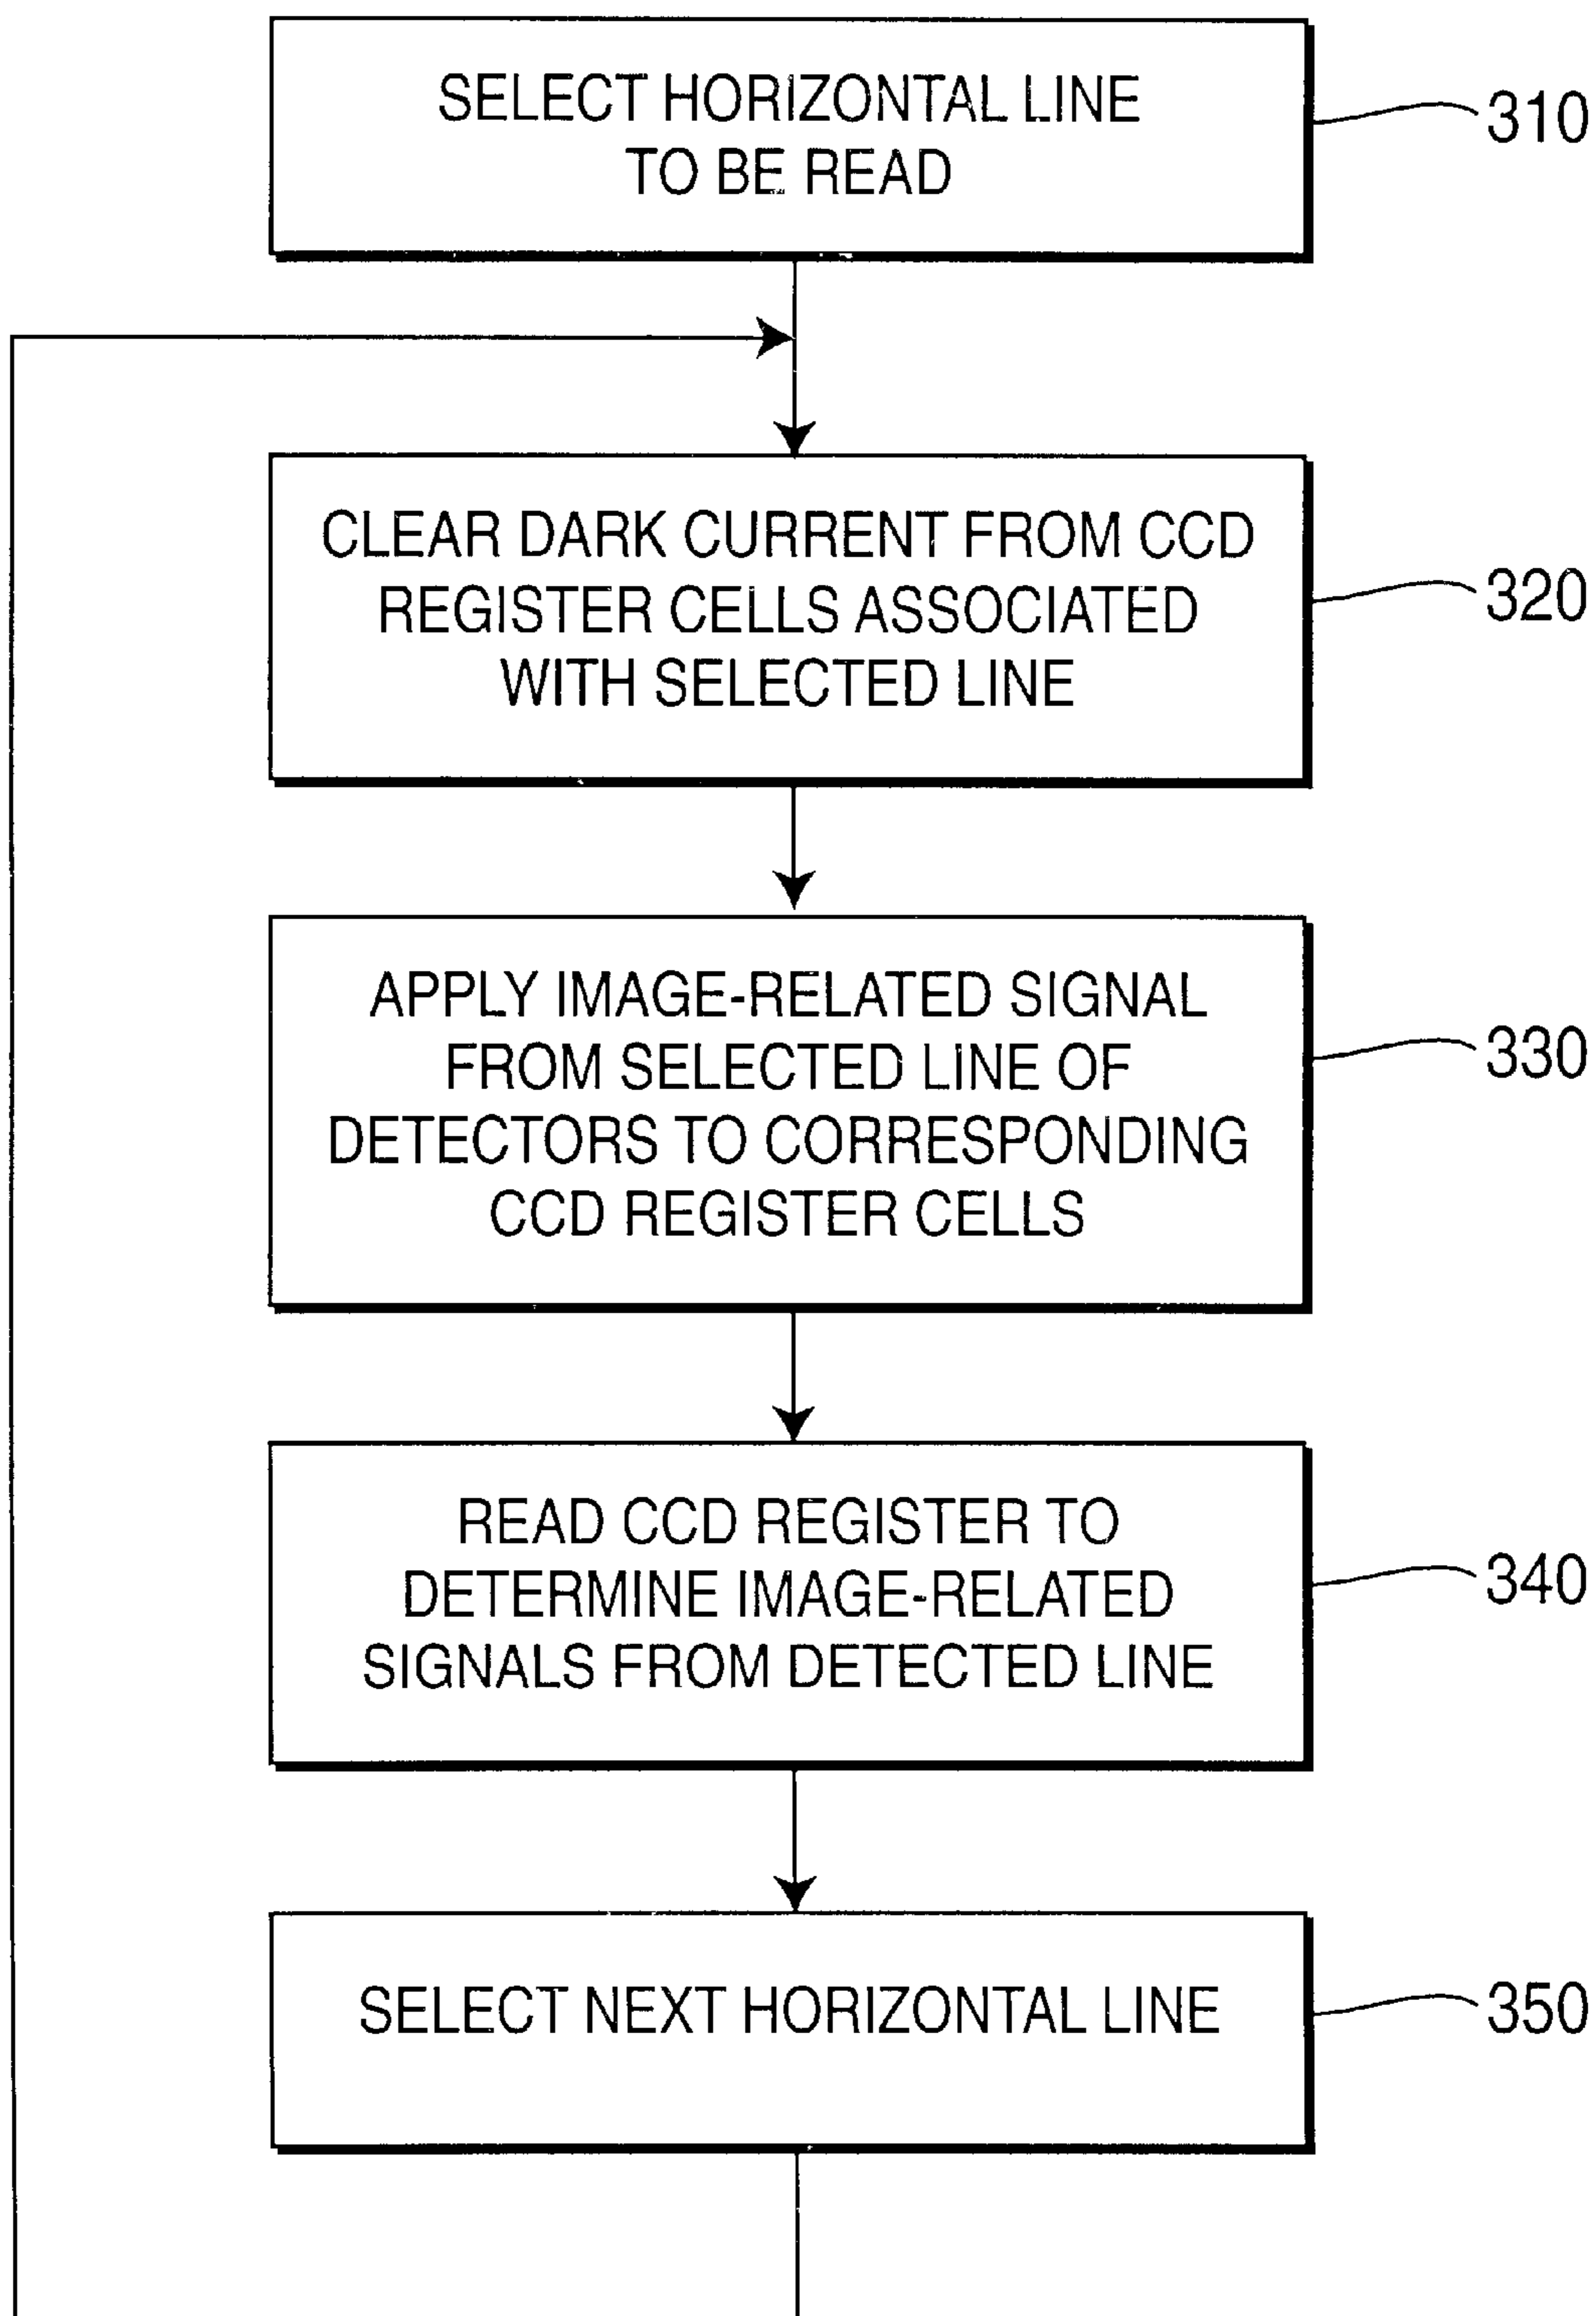 SELECT HORIZONTAL LINE
TO BE READ
310
CLEAR DARK CURRENT FROM CCD
REGISTER CELLS ASSOCIATED
WITH SELECTED LINE
320
APPLY IMAGE-RELATED SIGNAL
FROM SELECTED LINE OF
DETECTORS TO CORRESPONDING
CCD REGISTER CELLS
330
READ CCD REGISTER TO
DETERMINE IMAGE-RELATED
SIGNALS FROM DETECTED LINE
340
SELECT NEXT HORIZONTAL LINE
350